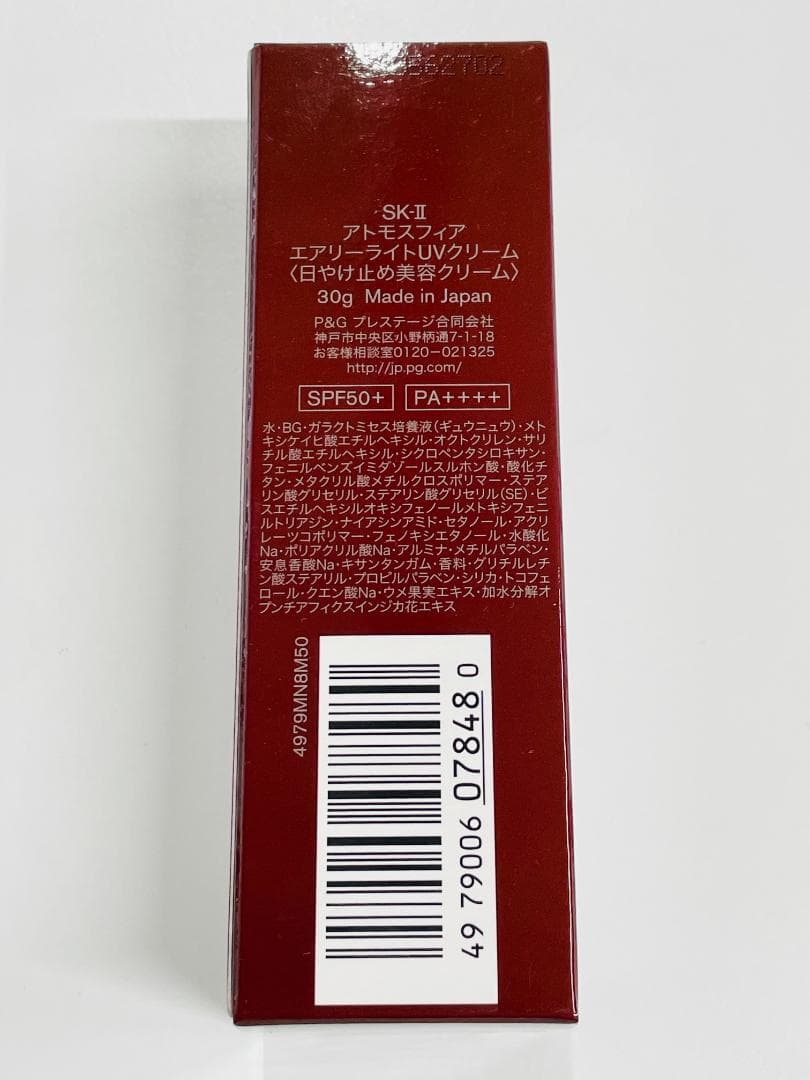 62702
SK-II
アトモスフィア
エアリーライトUVクリーム
〈日やけ止め美容クリーム〉
30g Made in Japan
P&G プレステージ合同会社
神戸市中央区小野柄通7-1-18
お客様相談室0120-021325
http://jp.pg.com/
SPF50+ PA++++
水・BG・ガラクトミセス培養液(ギュウニュウ)・メト
キシケイヒ酸エチルヘキシル・オクトクリレン・サリ
チル酸エチルヘキシル・シクロペンタシロキサン・
フェニルベンズイミダゾールスルホン酸・酸化チ
タン・メタクリル酸メチルクロスポリマー・ステア
リン酸グリセリル・ステアリン酸グリセリル(SE)・ビ
スエチルヘキシルオキシフェノールメトキシフェニ
ルトリアジン・ナイアシンアミド・セタノール・アクリ
レーツコポリマー・フェノキシエタノール・水酸化
Na・ポリアクリル酸Na・アルミナ・メチルパラベン・
安息香酸Na・キサンタンガム・香料・グリチルレチ
ン酸ステアリル・プロピルパラベン・シリカ・トコフェ
ロール・クエン酸Na・ウメ果実エキス・加水分解オ
プンチアフィクスインジカ花エキス
4979MN8M50
4979006078480